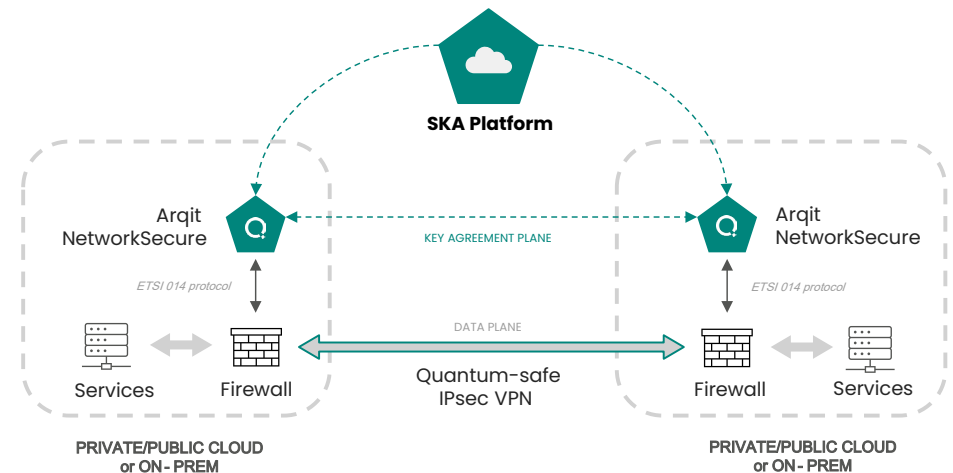 SKA Platform
Arqit
NetworkSecure
Arqit
NetworkSecure
KEY AGREEMENT PLANE
ETSI 014 protocol
ETSI 014 protocol
DATA PLANE
Quantum-safe
IPsec VPN
Services
Firewall
Firewall
Services
PRIVATE/PUBLIC CLOUD
or ON-PREM
PRIVATE/PUBLIC CLOUD
or ON-PREM